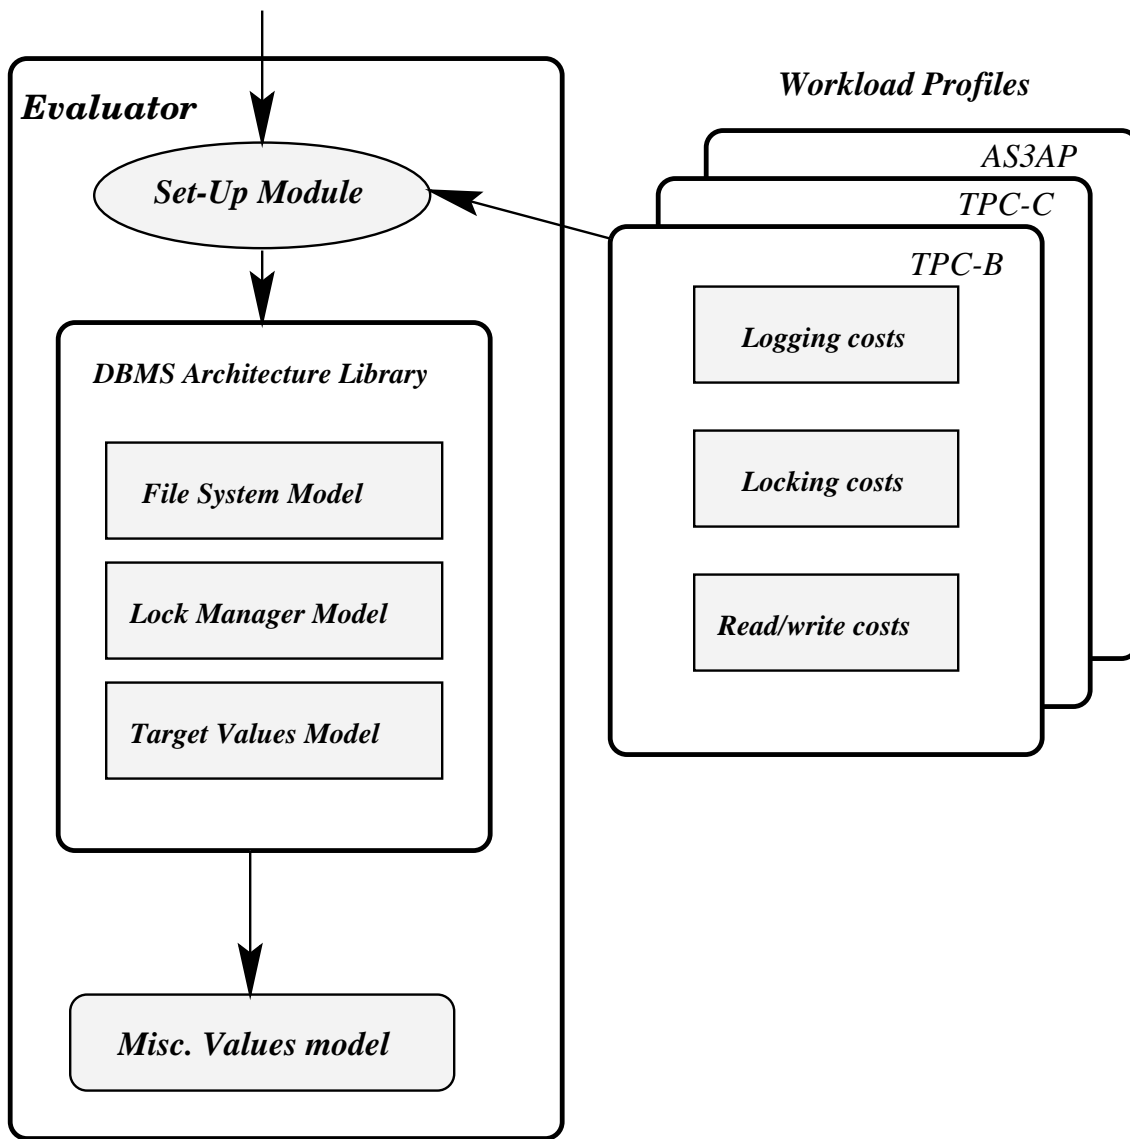 Evaluator
Set-Up Module
DBMS Architecture Library
File System Model
Lock Manager Model
Target Values Model
Misc. Values model
Workload Profiles
AS3AP
TPC-C
TPC-B
Logging costs
Locking costs
Read/write costs